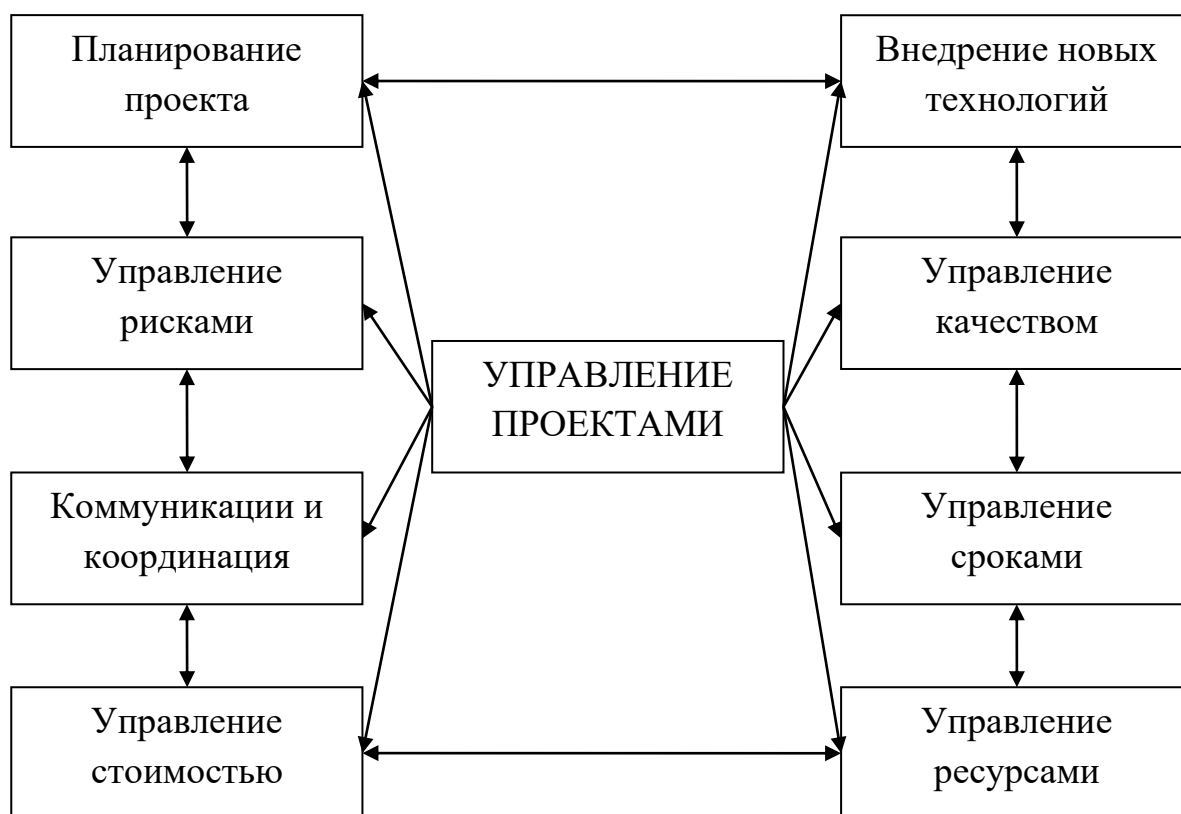 Планирование
проекта
Внедрение новых
технологий
Управление
рисками
Управление
качеством
УПРАВЛЕНИЕ
ПРОЕКТАМИ
Коммуникации и
координация
Управление
сроками
Управление
стоимостью
Управление
ресурсами